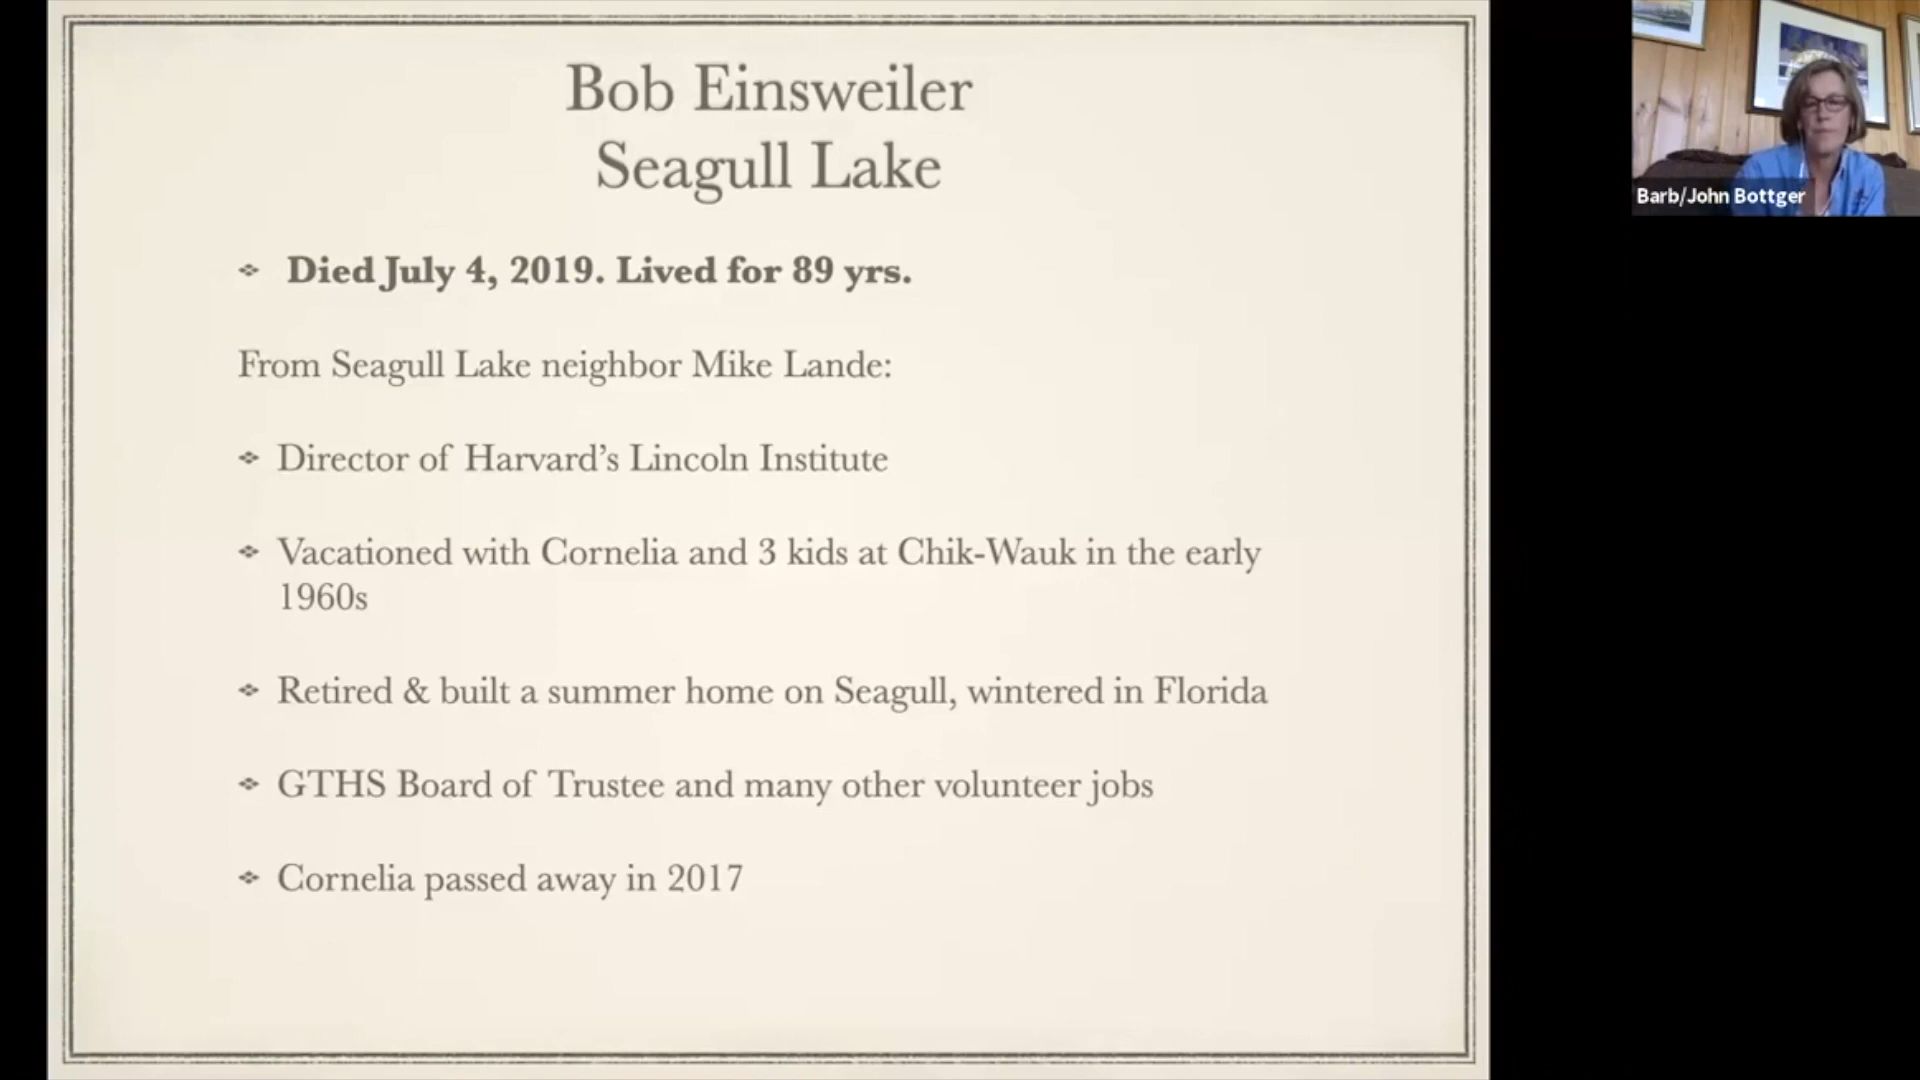 Bob Einsweiler
Seagull Lake
Died July 4, 2019. Lived for 89 yrs.
From Seagull Lake neighbor Mike Lande:
Director of Harvard’s Lincoln Institute
Vacationed with Cornelia and 3 kids at Chik-Wauk in the early
1960s
Retired & built a summer home on Seagull, wintered in Florida
GTHS Board of Trustee and many other volunteer jobs
Cornelia passed away in 2017
Barb/John Bottger